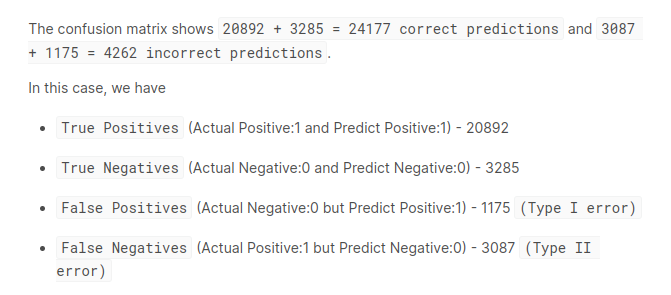 The confusion matrix shows 20892 + 3285 = 24177 correct predictions and 3087
+ 1175 = 4262 incorrect predictions.
In this case, we have
• True Positives (Actual Positive:1 and Predict Positive:1) - 20892
• True Negatives (Actual Negative:0 and Predict Negative:0) - 3285
• False Positives (Actual Negative:0 but Predict Positive:1) - 1175 (Type I error)
• False Negatives (Actual Positive:1 but Predict Negative:0) - 3087 (Type II
error)